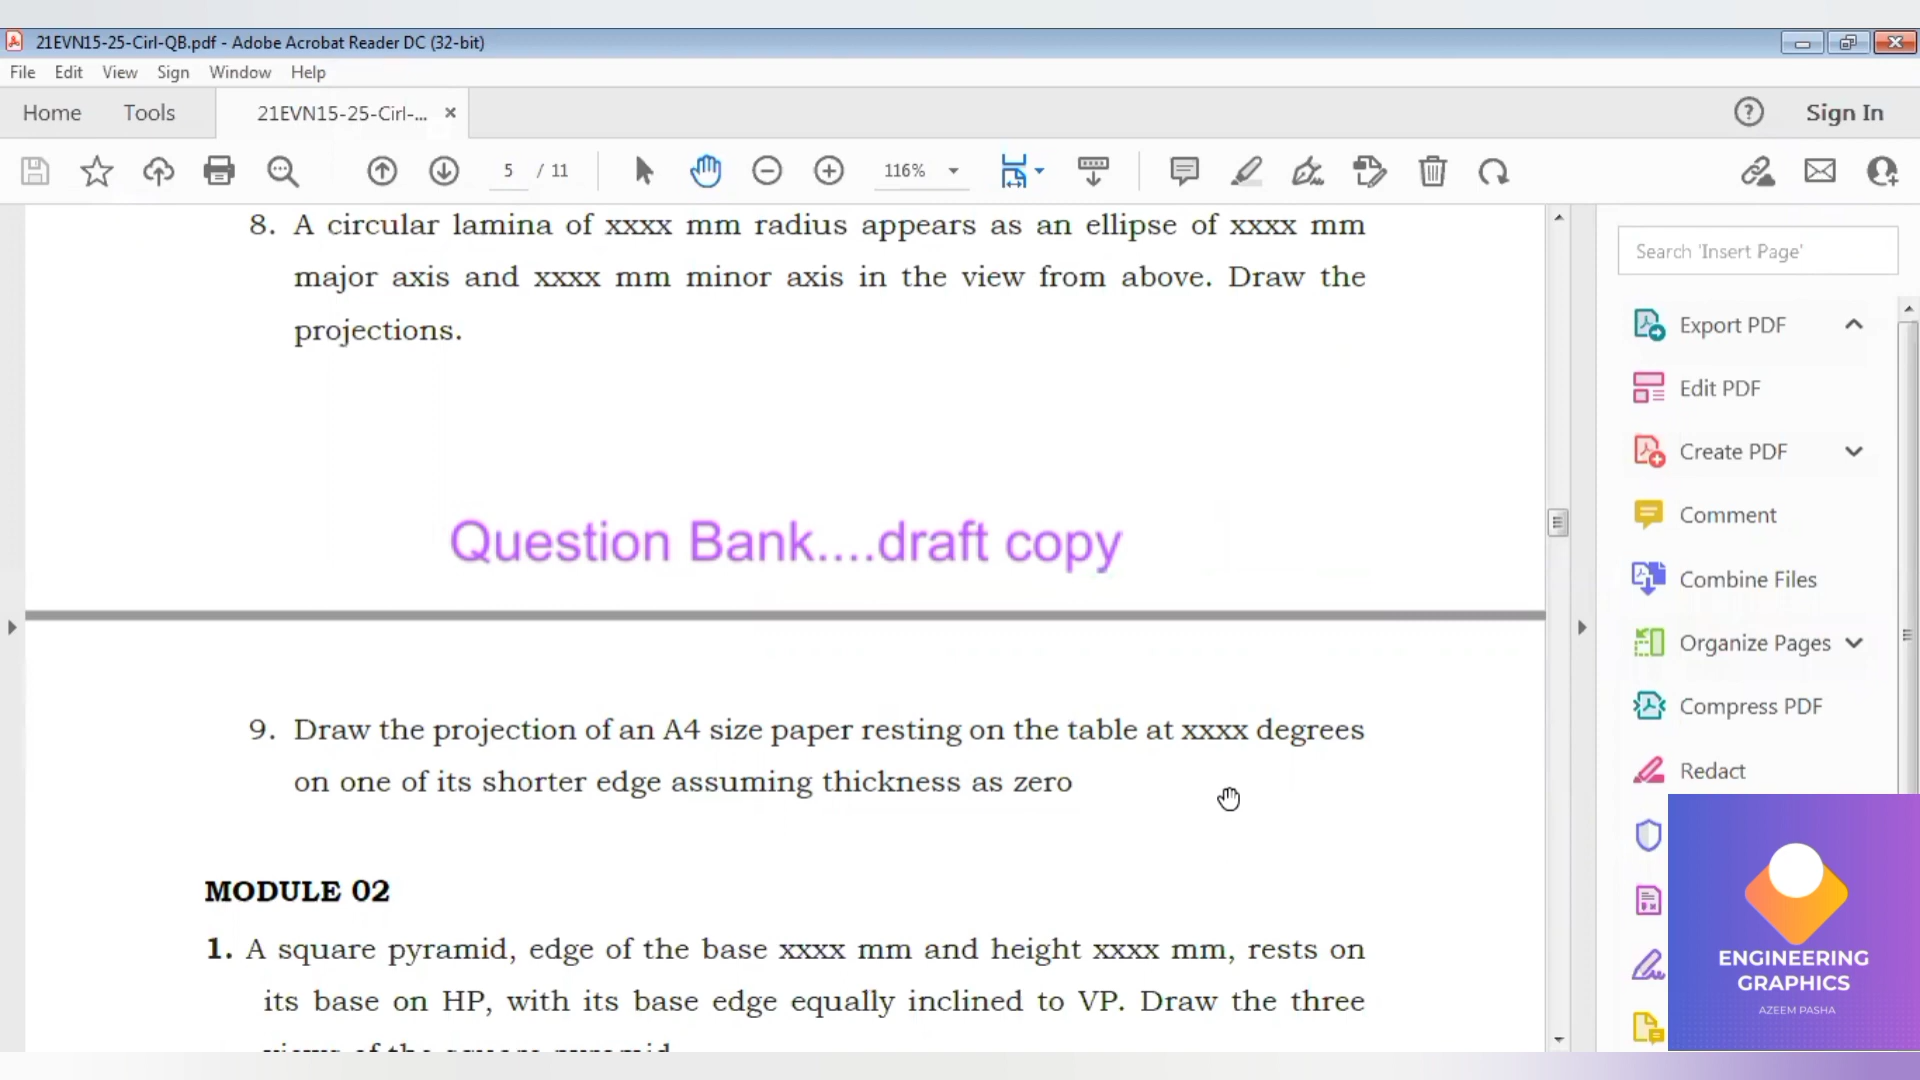 21EVN15-25-Cirl-QB.pdf - Adobe Acrobat Reader DC (32-bit)
File Edit View Sign Window Help
Home Tools 21EVN15-25-Cirl-... × Sign In
5 / 11 116%
8. A circular lamina of xxxx mm radius appears as an ellipse of xxxx mm
major axis and xxxx mm minor axis in the view from above. Draw the
projections.
Question Bank....draft copy
9. Draw the projection of an A4 size paper resting on the table at xxxx degrees
on one of its shorter edge assuming thickness as zero
MODULE 02
1. A square pyramid, edge of the base xxxx mm and height xxxx mm, rests on
its base on HP, with its base edge equally inclined to VP. Draw the three
views of the square pyramid
Search 'Insert Page'
Export PDF
Edit PDF
Create PDF
Comment
Combine Files
Organize Pages
Compress PDF
Redact
ENGINEERING
GRAPHICS
AZEEM PASHA